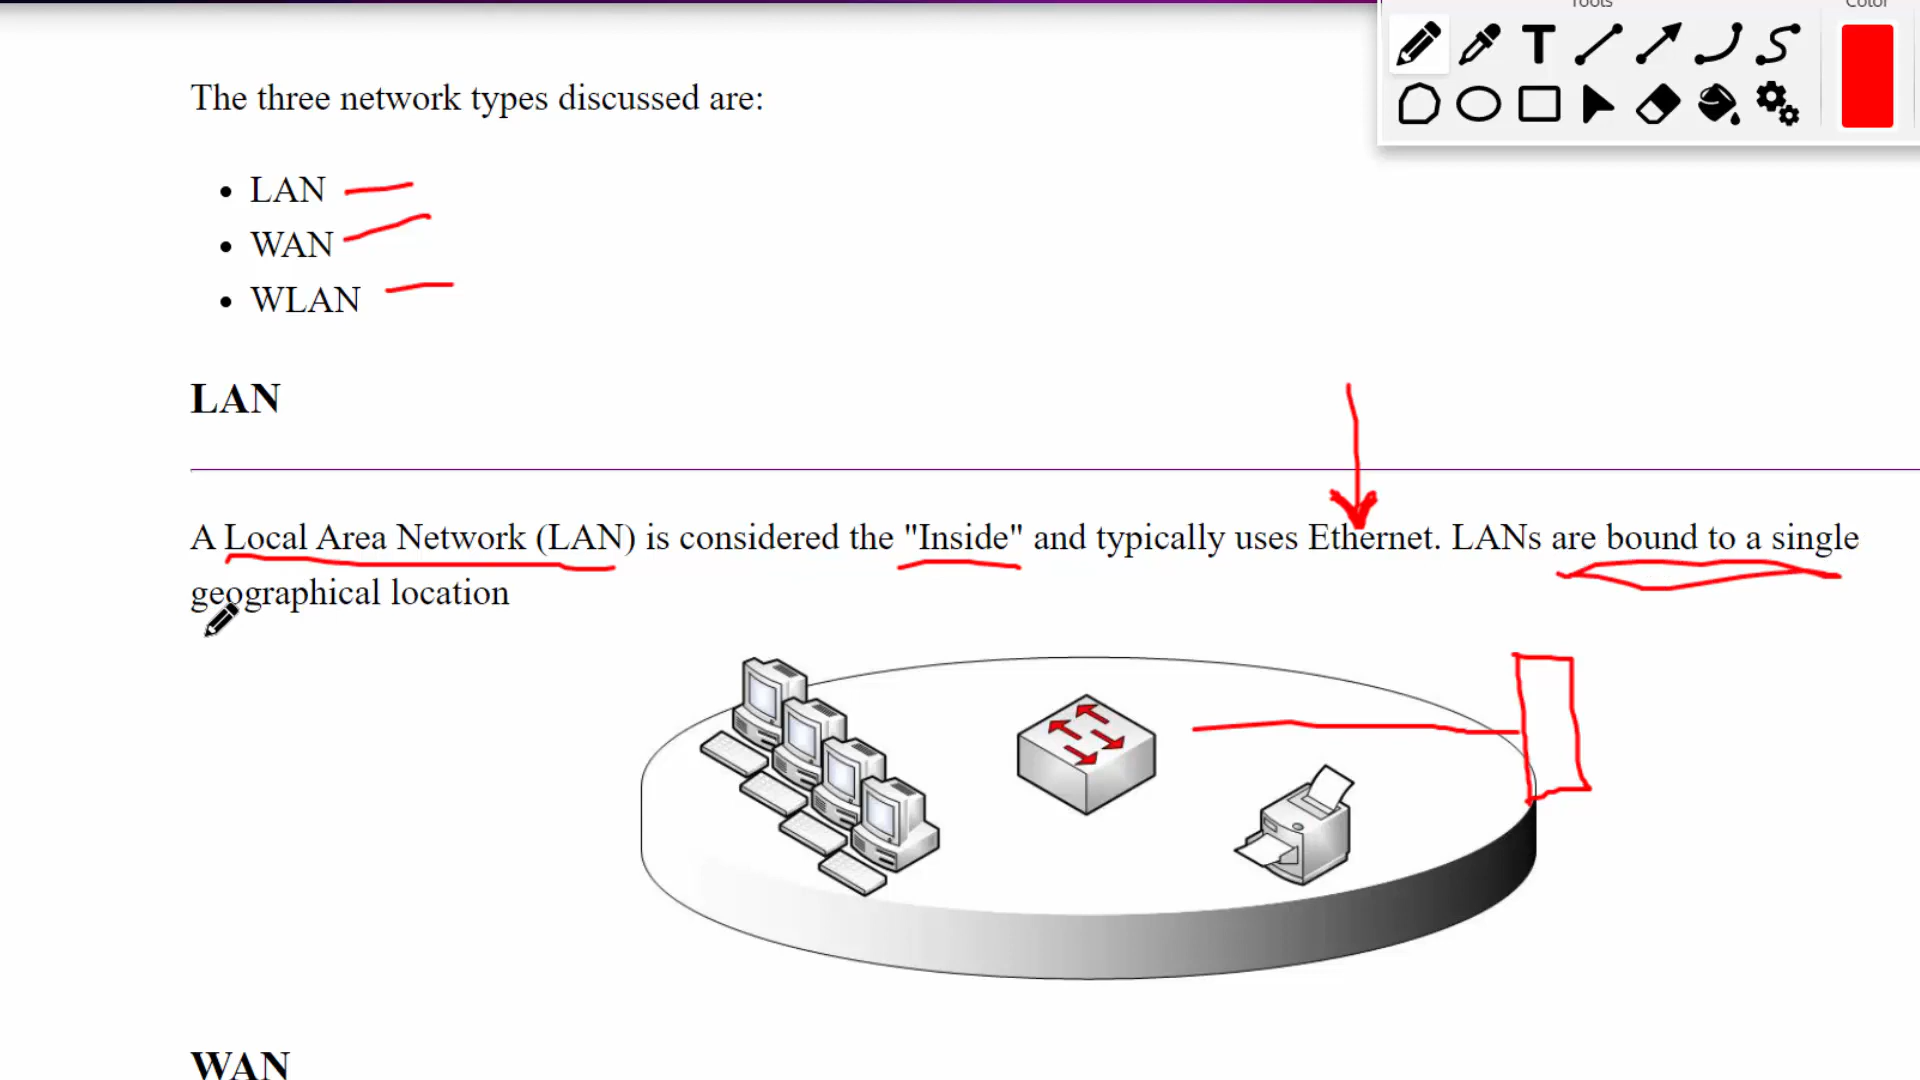 Tools
Color
The three network types discussed are:
• LAN
• WAN
• WLAN
LAN
A Local Area Network (LAN) is considered the "Inside" and typically uses Ethernet. LANs are bound to a single
geographical location
WAN